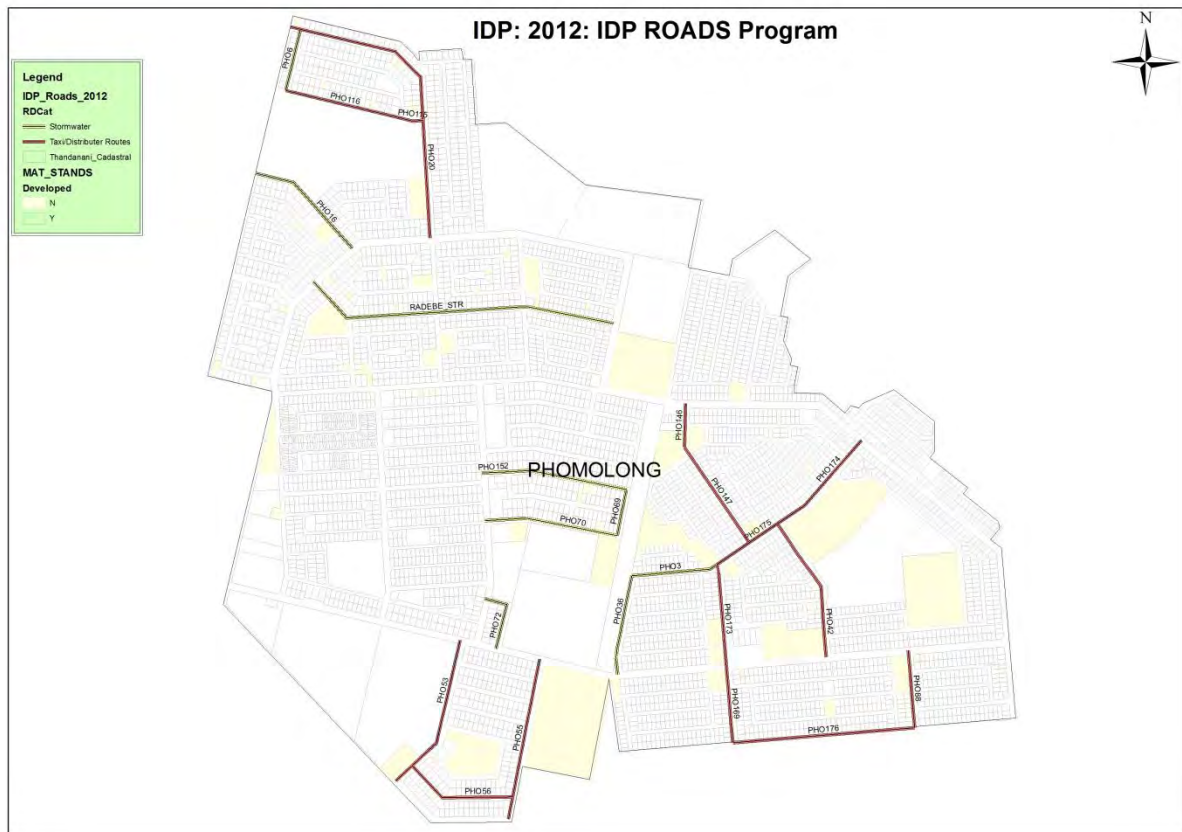 IDP: 2012: IDP ROADS Program
N
Legend
IDP_Roads_2012
RDCat
Stormwater
Taxi/Distributer Routes
Thandanani_Cadastral
MAT_STANDS
Developed
N
Y
PHO6
PHO116
PHO115
PHO20
PHO16
RADEBE_STR
PHO146
PHO174
PHO152
PHOMOLONG
PHO147
PHO69
PHO70
PHO175
PHO3
PHO36
PHO72
PHO173
PHO42
PHO53
PHO55
PHO169
PHO88
PHO176
PHO56